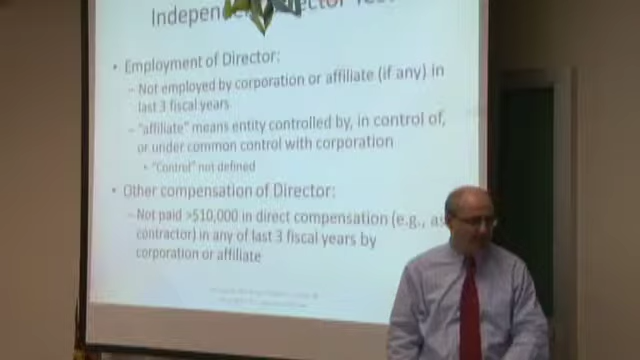 Independent Director Test
• Employment of Director:
– Not employed by corporation or affiliate (if any) in
last 3 fiscal years
– “affiliate” means entity controlled by, in control of,
or under common control with corporation
• “Control” not defined
• Other compensation of Director:
– Not paid >$10,000 in direct compensation (e.g., as
contractor) in any of last 3 fiscal years by
corporation or affiliate